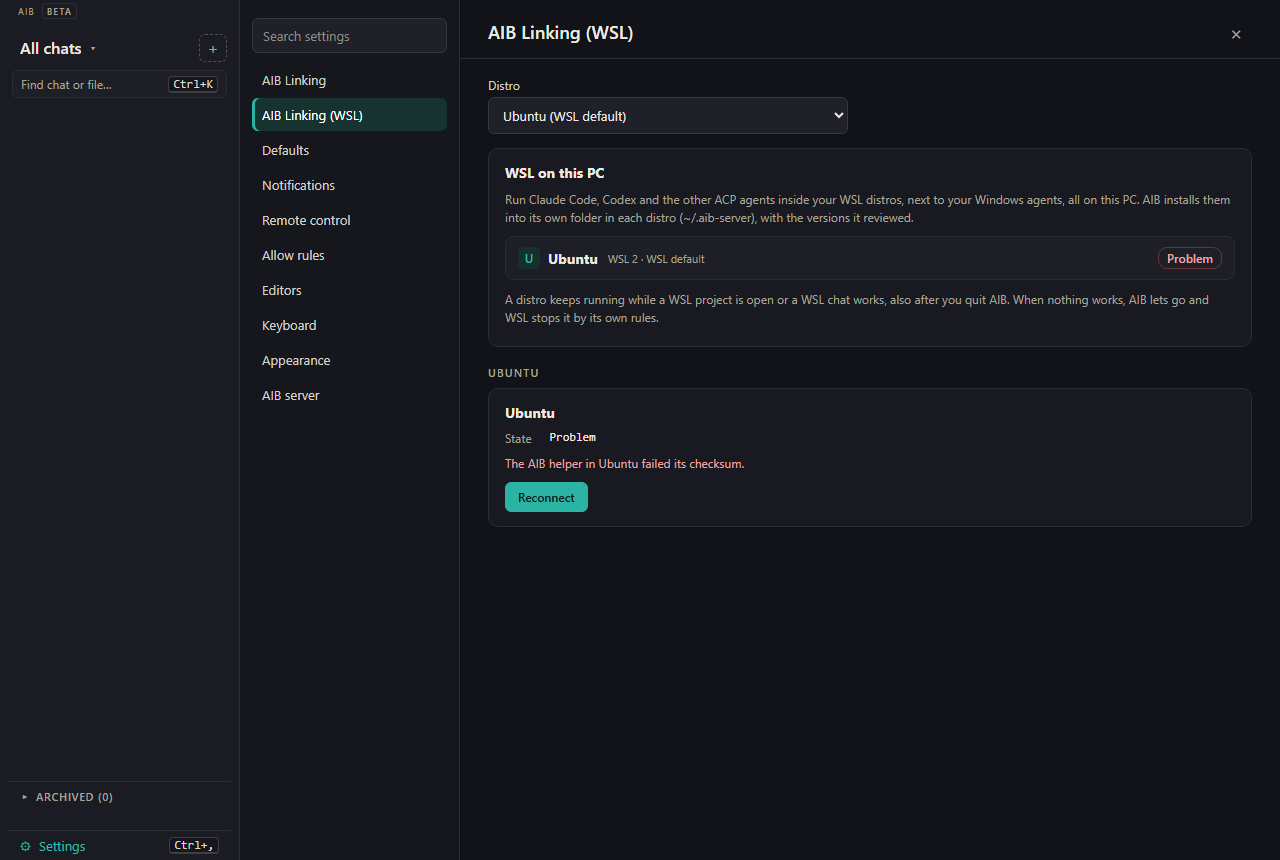 AIB BETA
All chats
+
Find chat or file... Ctrl+K
ARCHIVED (0)
Settings Ctrl+,
Search settings
AIB Linking
AIB Linking (WSL)
Defaults
Notifications
Remote control
Allow rules
Editors
Keyboard
Appearance
AIB server
AIB Linking (WSL)
×
Distro
Ubuntu (WSL default)
WSL on this PC
Run Claude Code, Codex and the other ACP agents inside your WSL distros, next to your Windows agents, all on this PC. AIB installs them
into its own folder in each distro (~/.aib-server), with the versions it reviewed.
U Ubuntu WSL 2 · WSL default Problem
A distro keeps running while a WSL project is open or a WSL chat works, also after you quit AIB. When nothing works, AIB lets go and
WSL stops it by its own rules.
UBUNTU
Ubuntu
State Problem
The AIB helper in Ubuntu failed its checksum.
Reconnect